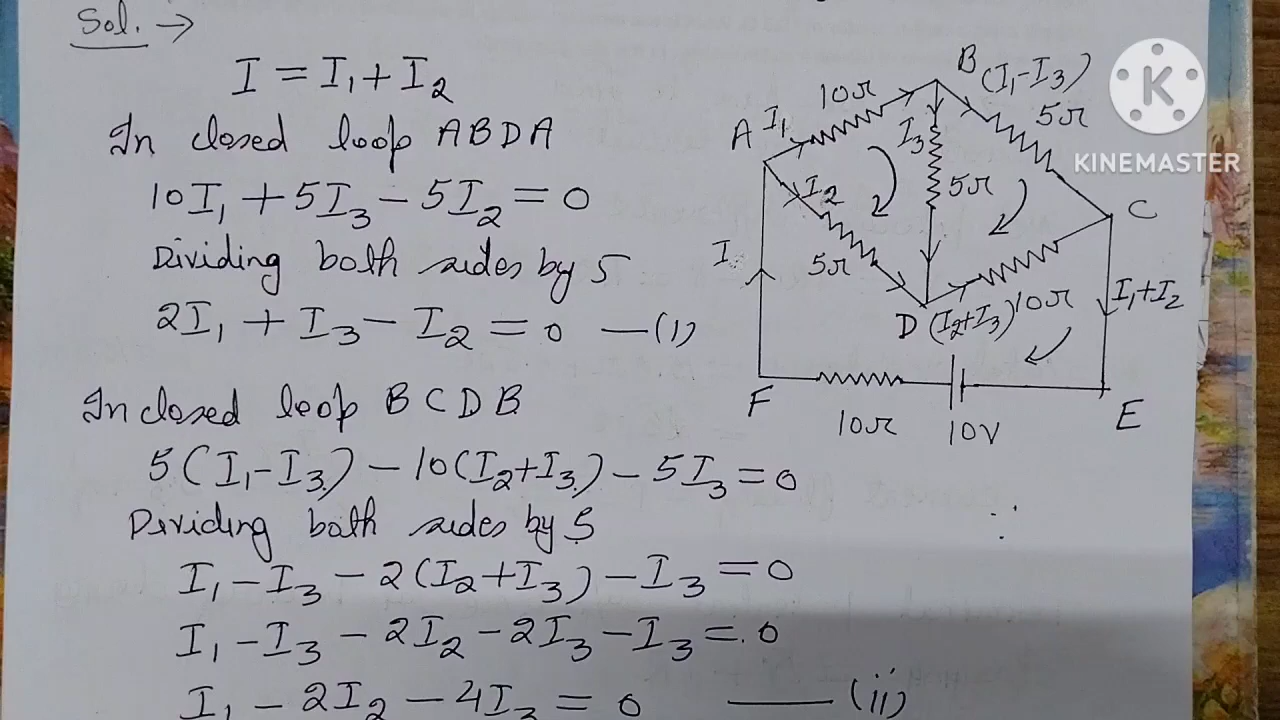 Sol. →
I = I₁ + I₂
In closed loop ABDA
10I₁ + 5I₃ - 5I₂ = 0
Dividing both sides by 5
2I₁ + I₃ - I₂ = 0 —(i)
In closed loop BCDB
5(I₁-I₃) - 10(I₂+I₃) - 5I₃ = 0
Dividing both sides by 5
I₁ - I₃ - 2(I₂+I₃) - I₃ = 0
I₁ - I₃ - 2I₂ - 2I₃ - I₃ = 0
I₁ - 2I₂ - 4I₃ = 0 —(ii)
B (I₁-I₃)
10Ω
5Ω
A I₁
I₃
I₂
5Ω
C
I
5Ω
10Ω
I₁+I₂
D (I₂+I₃)
F
E
10Ω 10V
K
KINEMASTER